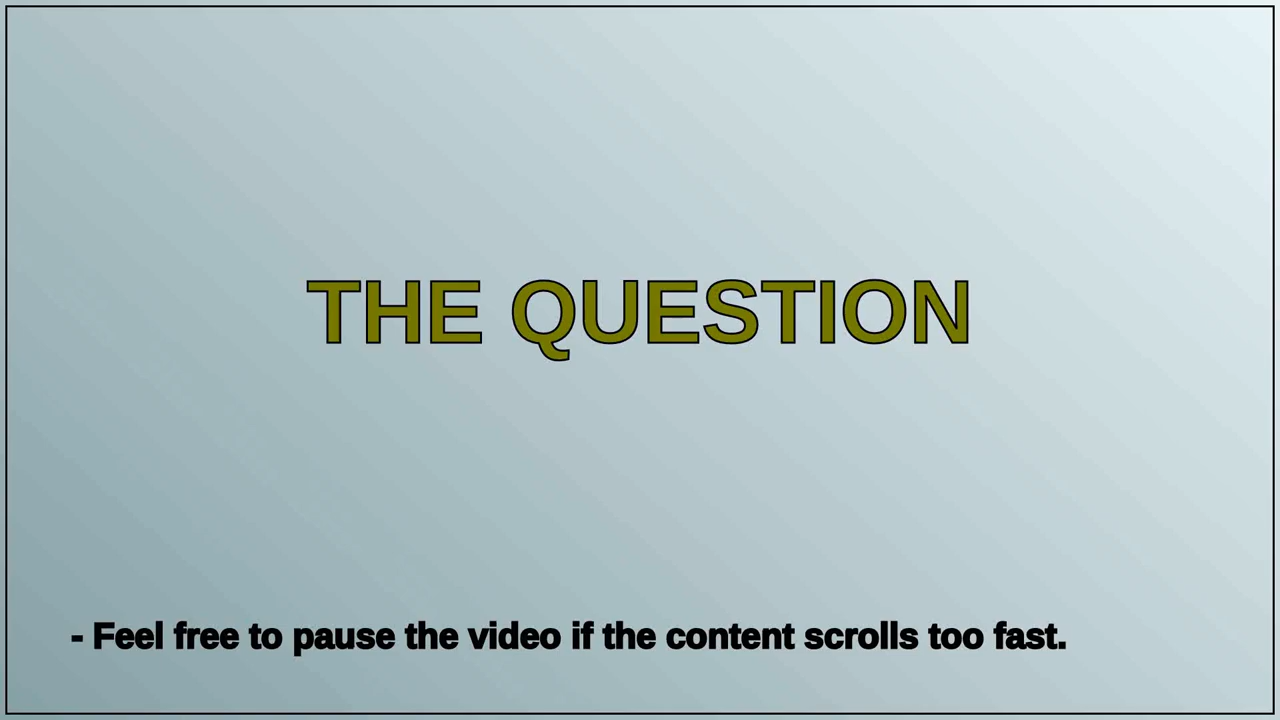 THE QUESTION
- Feel free to pause the video if the content scrolls too fast.